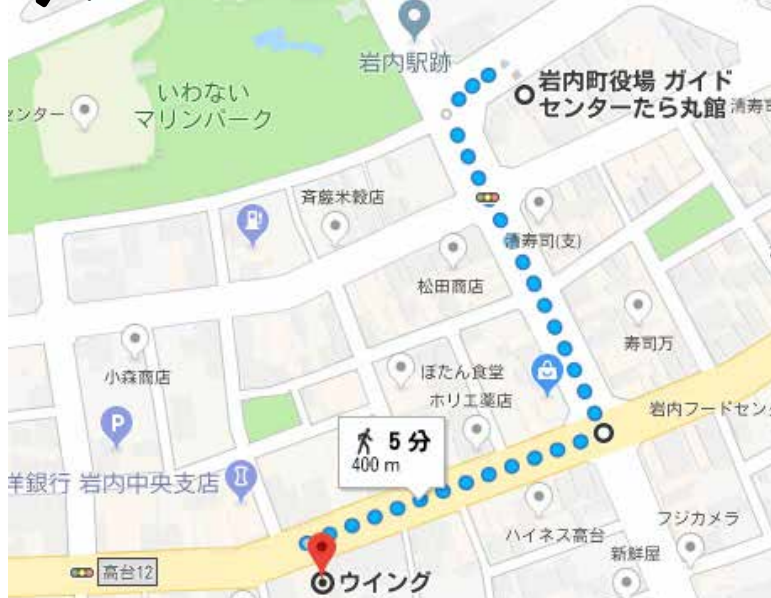 岩内駅跡
岩内町役場 ガイド
センターたら丸館
清寿
いわない
マリンパーク
ンター
斉藤米穀店
清寿司(支)
松田商店
寿司万
小森商店
ぼたん食堂
ホリエ薬店
岩内フードセン
P
5 分
400 m
洋銀行 岩内中央支店
ハイネス高台
フジカメラ
新鮮屋
高台12
ウイング